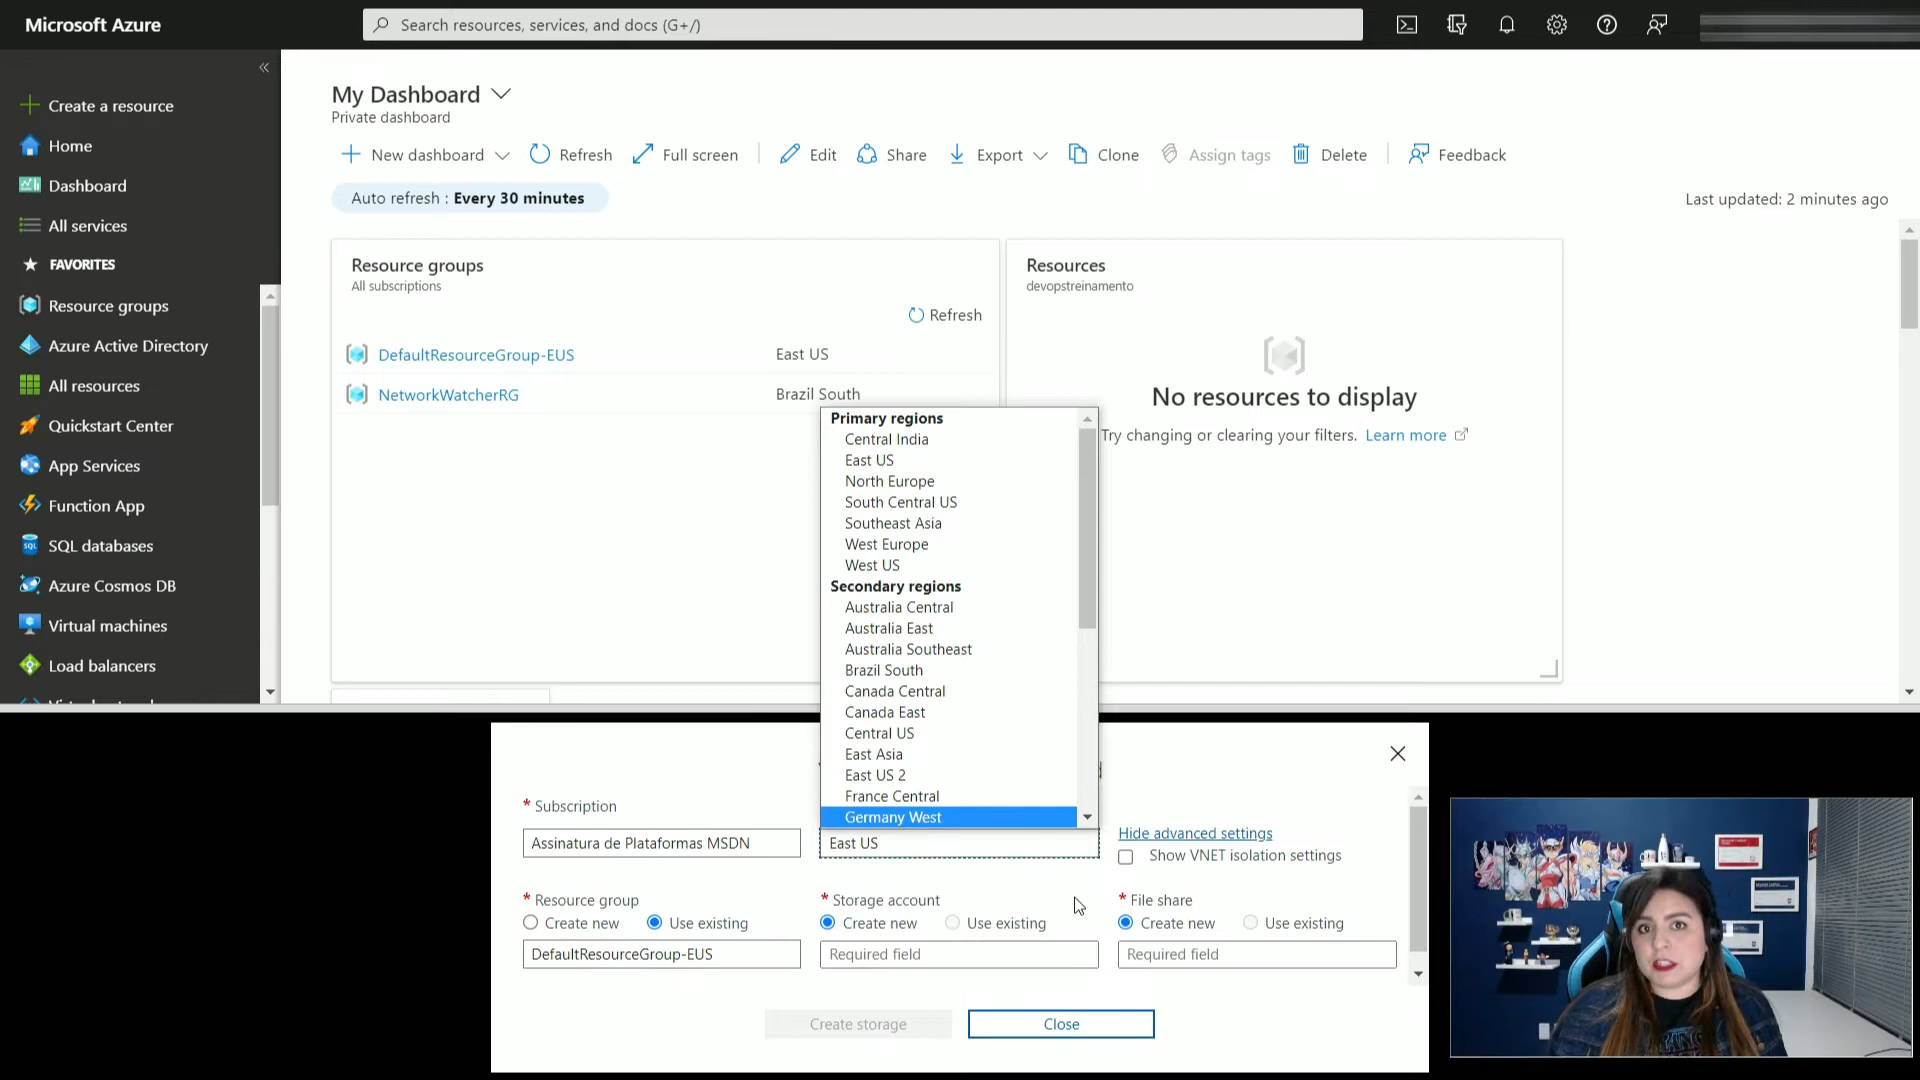 Microsoft Azure
Search resources, services, and docs (G+/)
Create a resource
Home
Dashboard
All services
FAVORITES
Resource groups
Azure Active Directory
All resources
Quickstart Center
App Services
Function App
SQL databases
Azure Cosmos DB
Virtual machines
Load balancers
My Dashboard
Private dashboard
New dashboard
Refresh
Full screen
Edit
Share
Export
Clone
Assign tags
Delete
Feedback
Auto refresh : Every 30 minutes
Last updated: 2 minutes ago
Resource groups
All subscriptions
Refresh
DefaultResourceGroup-EUS East US
NetworkWatcherRG Brazil South
Resources
devopstreinamento
No resources to display
Try changing or clearing your filters. Learn more
Primary regions
Central India
East US
North Europe
South Central US
Southeast Asia
West Europe
West US
Secondary regions
Australia Central
Australia East
Australia Southeast
Brazil South
Canada Central
Canada East
Central US
East Asia
East US 2
France Central
Germany West
* Subscription
Assinatura de Plataformas MSDN
East US
Hide advanced settings
Show VNET isolation settings
* Resource group
Create new Use existing
DefaultResourceGroup-EUS
* Storage account
Create new Use existing
Required field
* File share
Create new Use existing
Required field
Create storage
Close